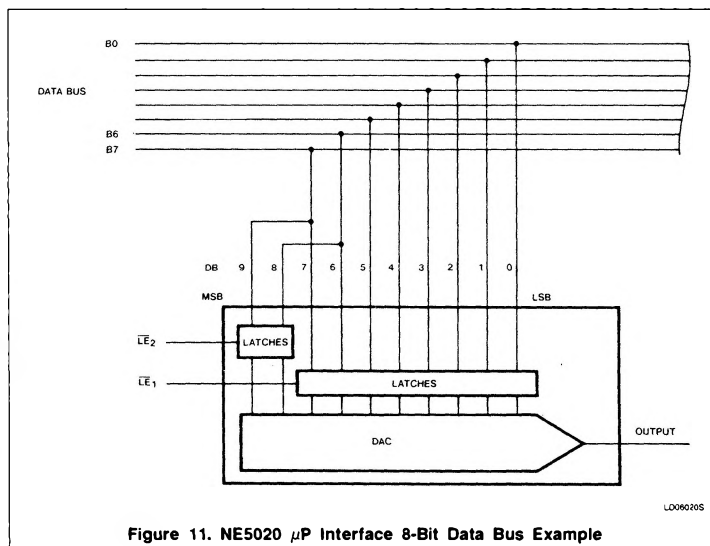 B0
DATA BUS
B6
B7
DB 9 8 7 6 5 4 3 2 1 0
MSB LSB
LE2 LATCHES
LE1 LATCHES
DAC OUTPUT
LD06020S
Figure 11. NE5020 μP Interface 8-Bit Data Bus Example